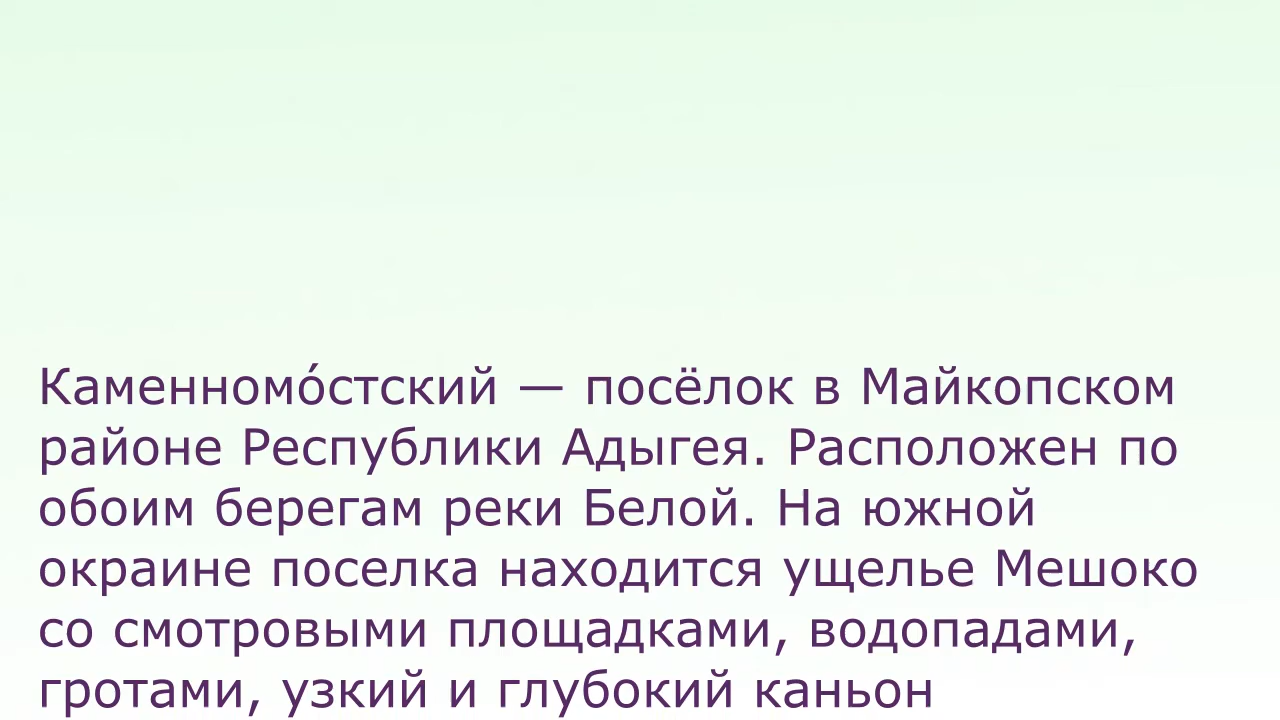 Каменномо́стский — посёлок в Майкопском
районе Республики Адыгея. Расположен по
обоим берегам реки Белой. На южной
окраине поселка находится ущелье Мешоко
со смотровыми площадками, водопадами,
гротами, узкий и глубокий каньон